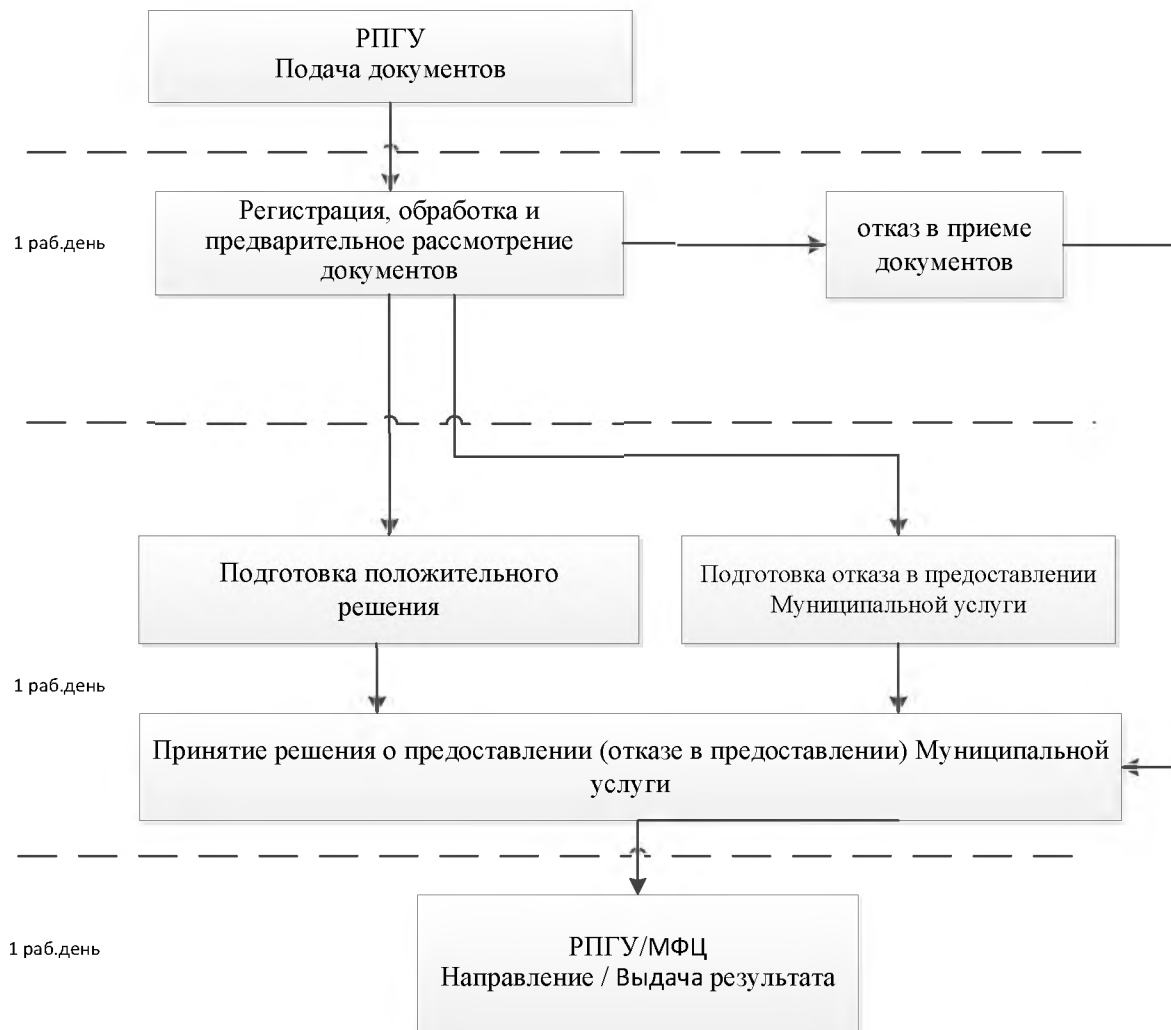 РПГУ
Подача документов
1 раб.день
Регистрация, обработка и
предварительное рассмотрение
документов
отказ в приеме
документов
Подготовка положительного
решения
Подготовка отказа в предоставлении
Муниципальной услуги
1 раб.день
Принятие решения о предоставлении (отказе в предоставлении) Муниципальной
услуги
1 раб.день
РПГУ/МФЦ
Направление / Выдача результата